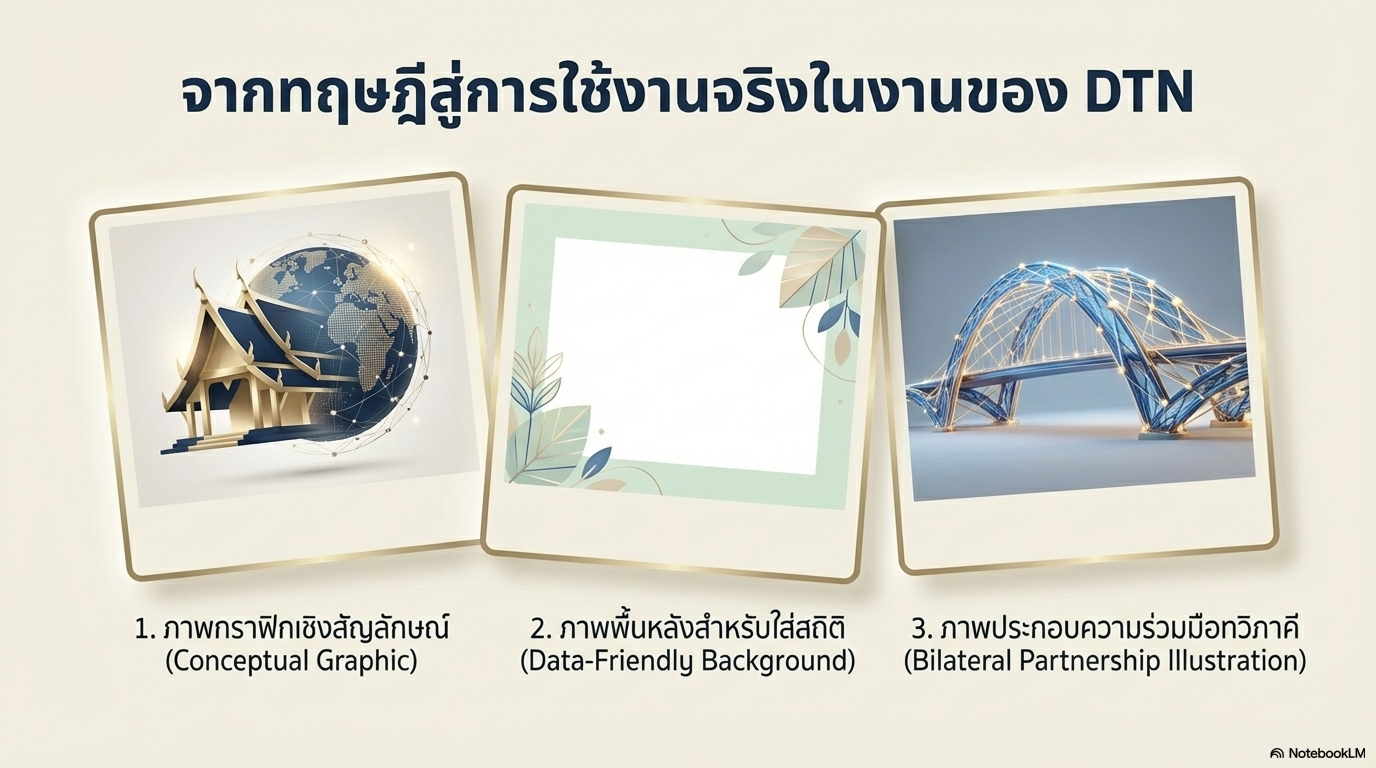 จากทฤษฎีสู่การใช้งานจริงในงานของ DTN
1. ภาพกราฟิกเชิงสัญลักษณ์
(Conceptual Graphic)
2. ภาพพื้นหลังสำหรับใส่สถิติ
(Data-Friendly Background)
3. ภาพประกอบความร่วมมือทวิภาคี
(Bilateral Partnership Illustration)
NotebookLM